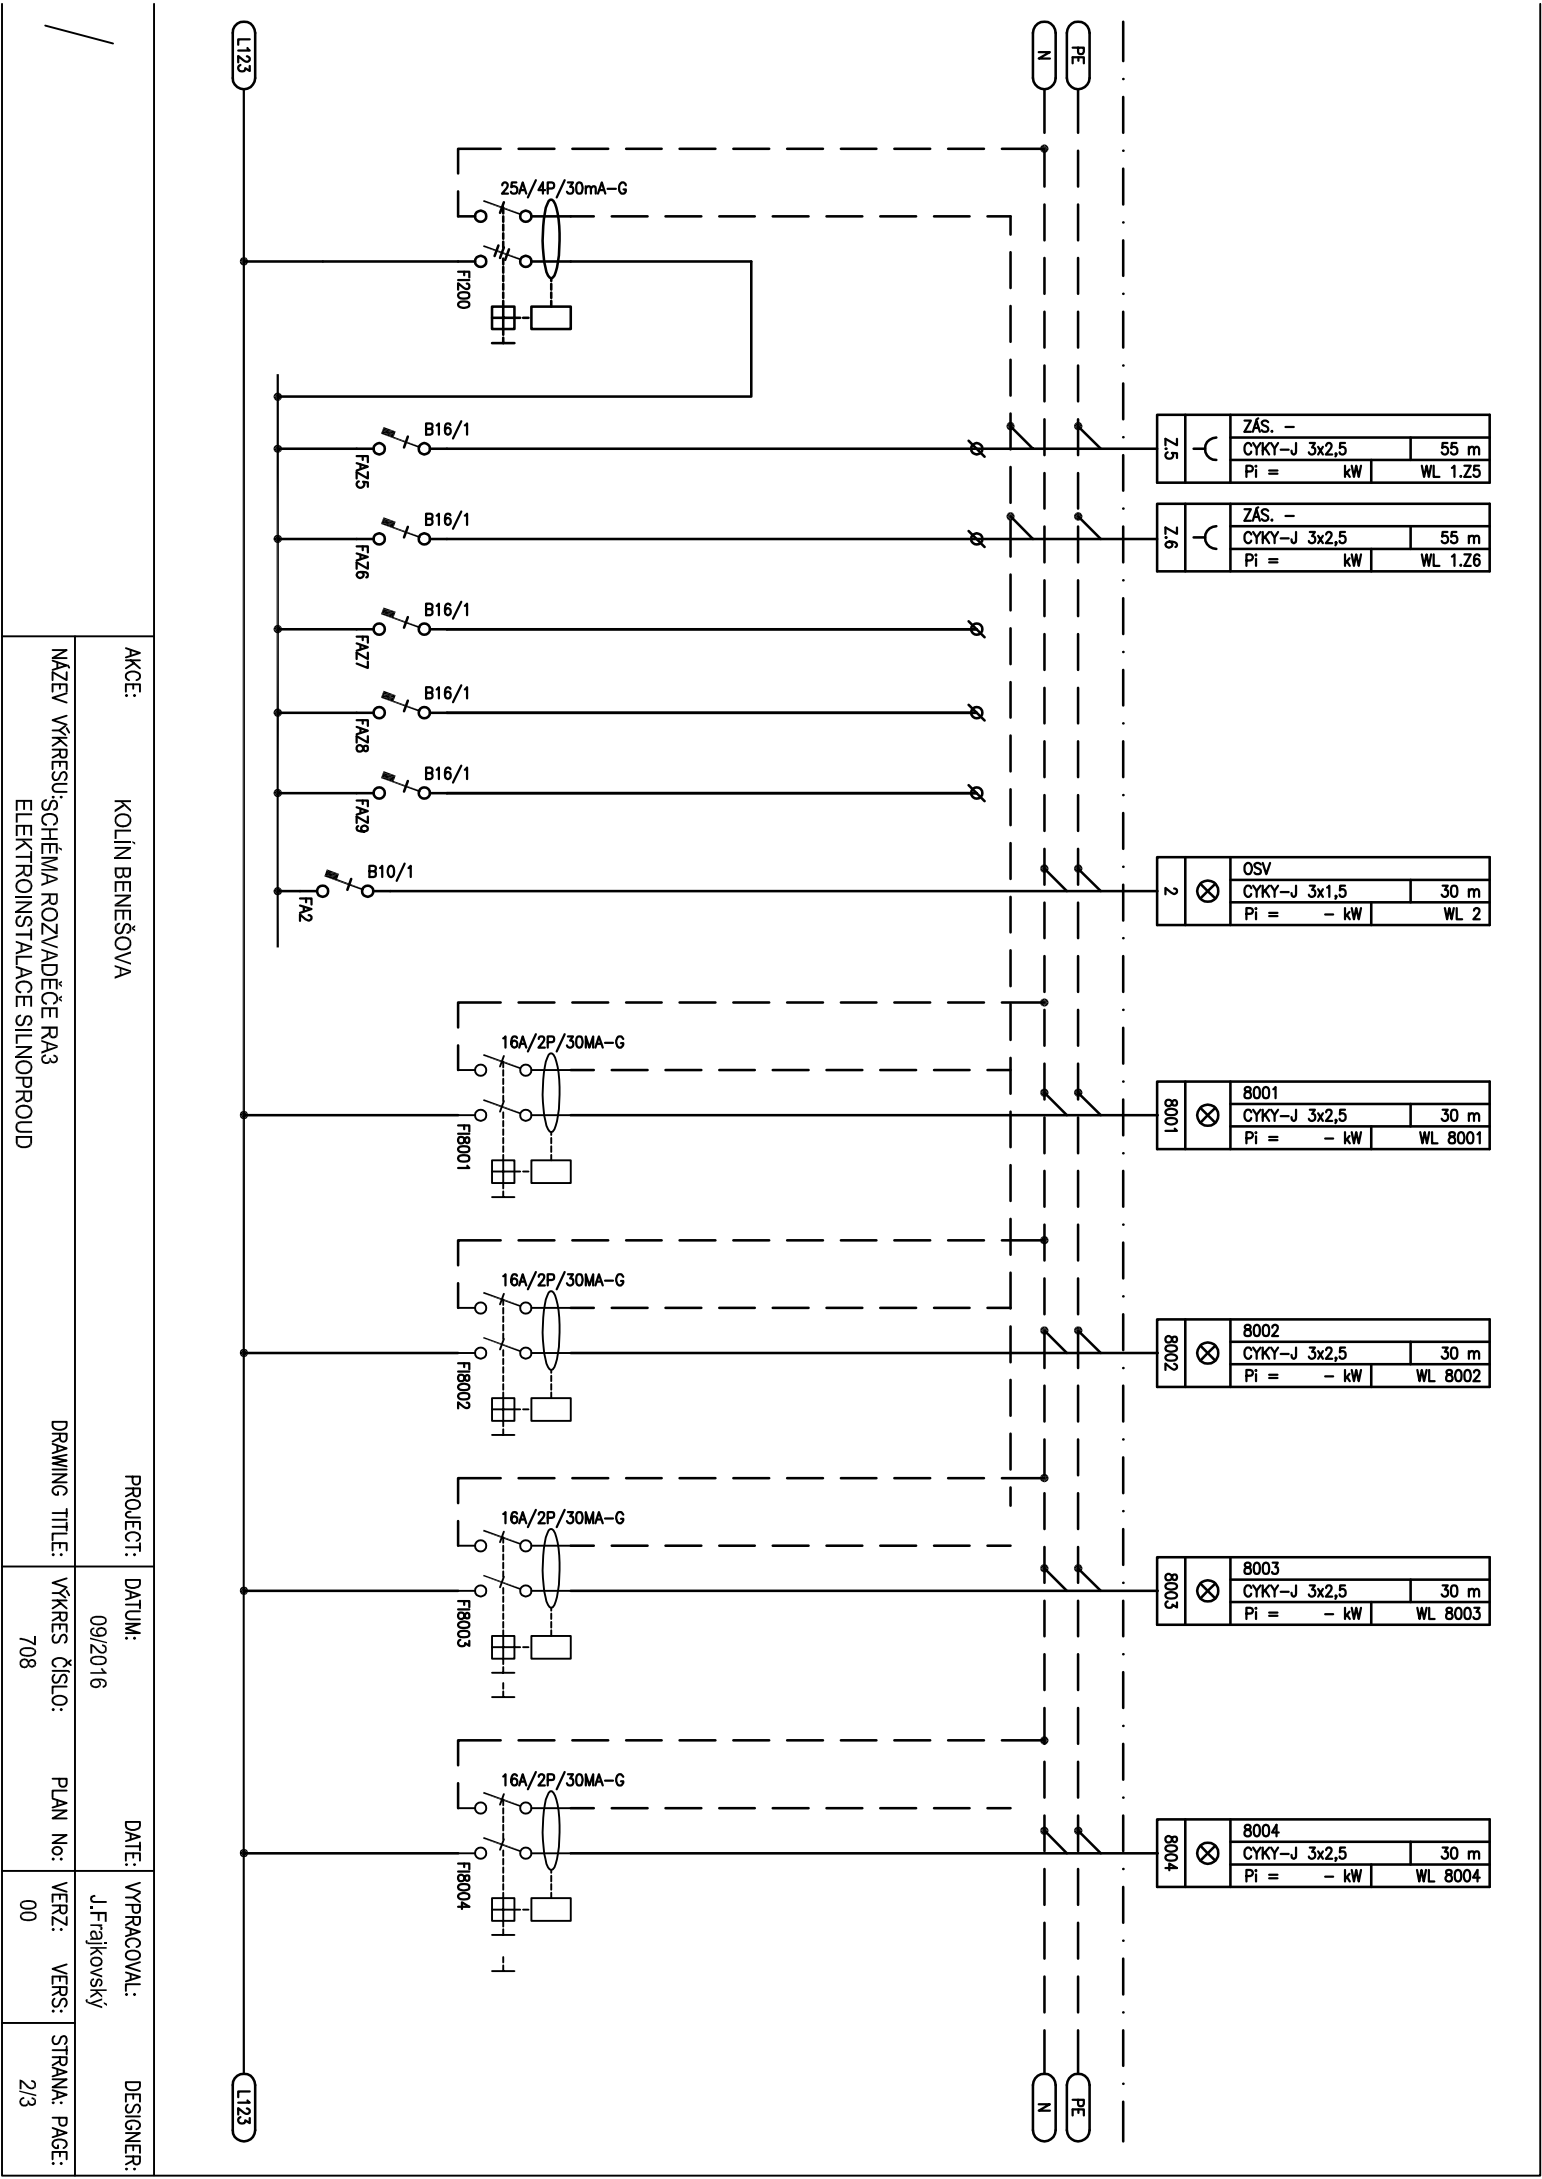 L123
N
PE
25A/4P/30mA-G
FI200
B16/1
FAZ5
Z.5
ZÁS. -
CYKY-J 3x2,5
55 m
Pi = kW
WL 1.Z5
B16/1
FAZ6
Z.6
ZÁS. -
CYKY-J 3x2,5
55 m
Pi = kW
WL 1.Z6
B16/1
FAZ7
B16/1
FAZ8
B16/1
FAZ9
B10/1
FA2
2
OSV
CYKY-J 3x1,5
30 m
Pi = - kW
WL 2
16A/2P/30MA-G
FI8001
8001
8001
CYKY-J 3x2,5
30 m
Pi = - kW
WL 8001
16A/2P/30MA-G
FI8002
8002
8002
CYKY-J 3x2,5
30 m
Pi = - kW
WL 8002
16A/2P/30MA-G
FI8003
8003
8003
CYKY-J 3x2,5
30 m
Pi = - kW
WL 8003
16A/2P/30MA-G
FI8004
8004
8004
CYKY-J 3x2,5
30 m
Pi = - kW
WL 8004
L123
N
PE
AKCE:
KOLÍN BENEŠOVA
PROJECT:
NÁZEV VÝKRESU:
SCHÉMA ROZVADĚČE RA3
ELEKTROINSTALACE SILNOPROUD
DRAWING TITLE:
DATUM:
DATE:
09/2016
VÝKRES ČÍSLO:
PLAN No:
708
VYPRACOVAL:
DESIGNER:
J.Frajkovský
VERZ:
VERS:
00
STRANA:
PAGE:
2/3